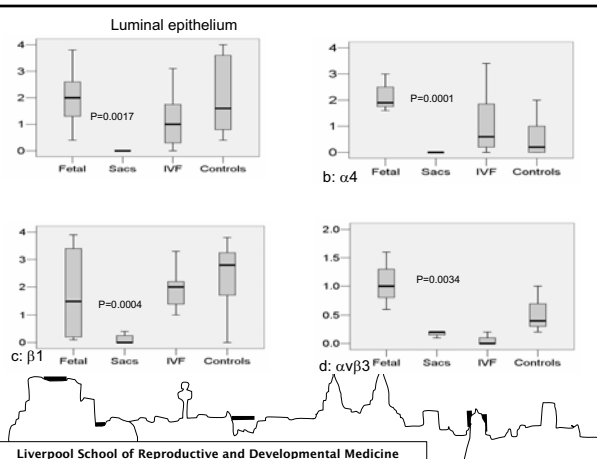 Luminal epithelium
4
3
2
1
0
P=0.0017
Fetal Sacs IVF Controls
4
3
2
1
0
P=0.0001
b: α4 Fetal Sacs IVF Controls
4
3
2
1
0
P=0.0004
c: β1 Fetal Sacs IVF Controls
2.0
1.5
1.0
0.5
0.0
P=0.0034
d: αvβ3 Fetal Sacs IVF Controls
Liverpool School of Reproductive and Developmental Medicine